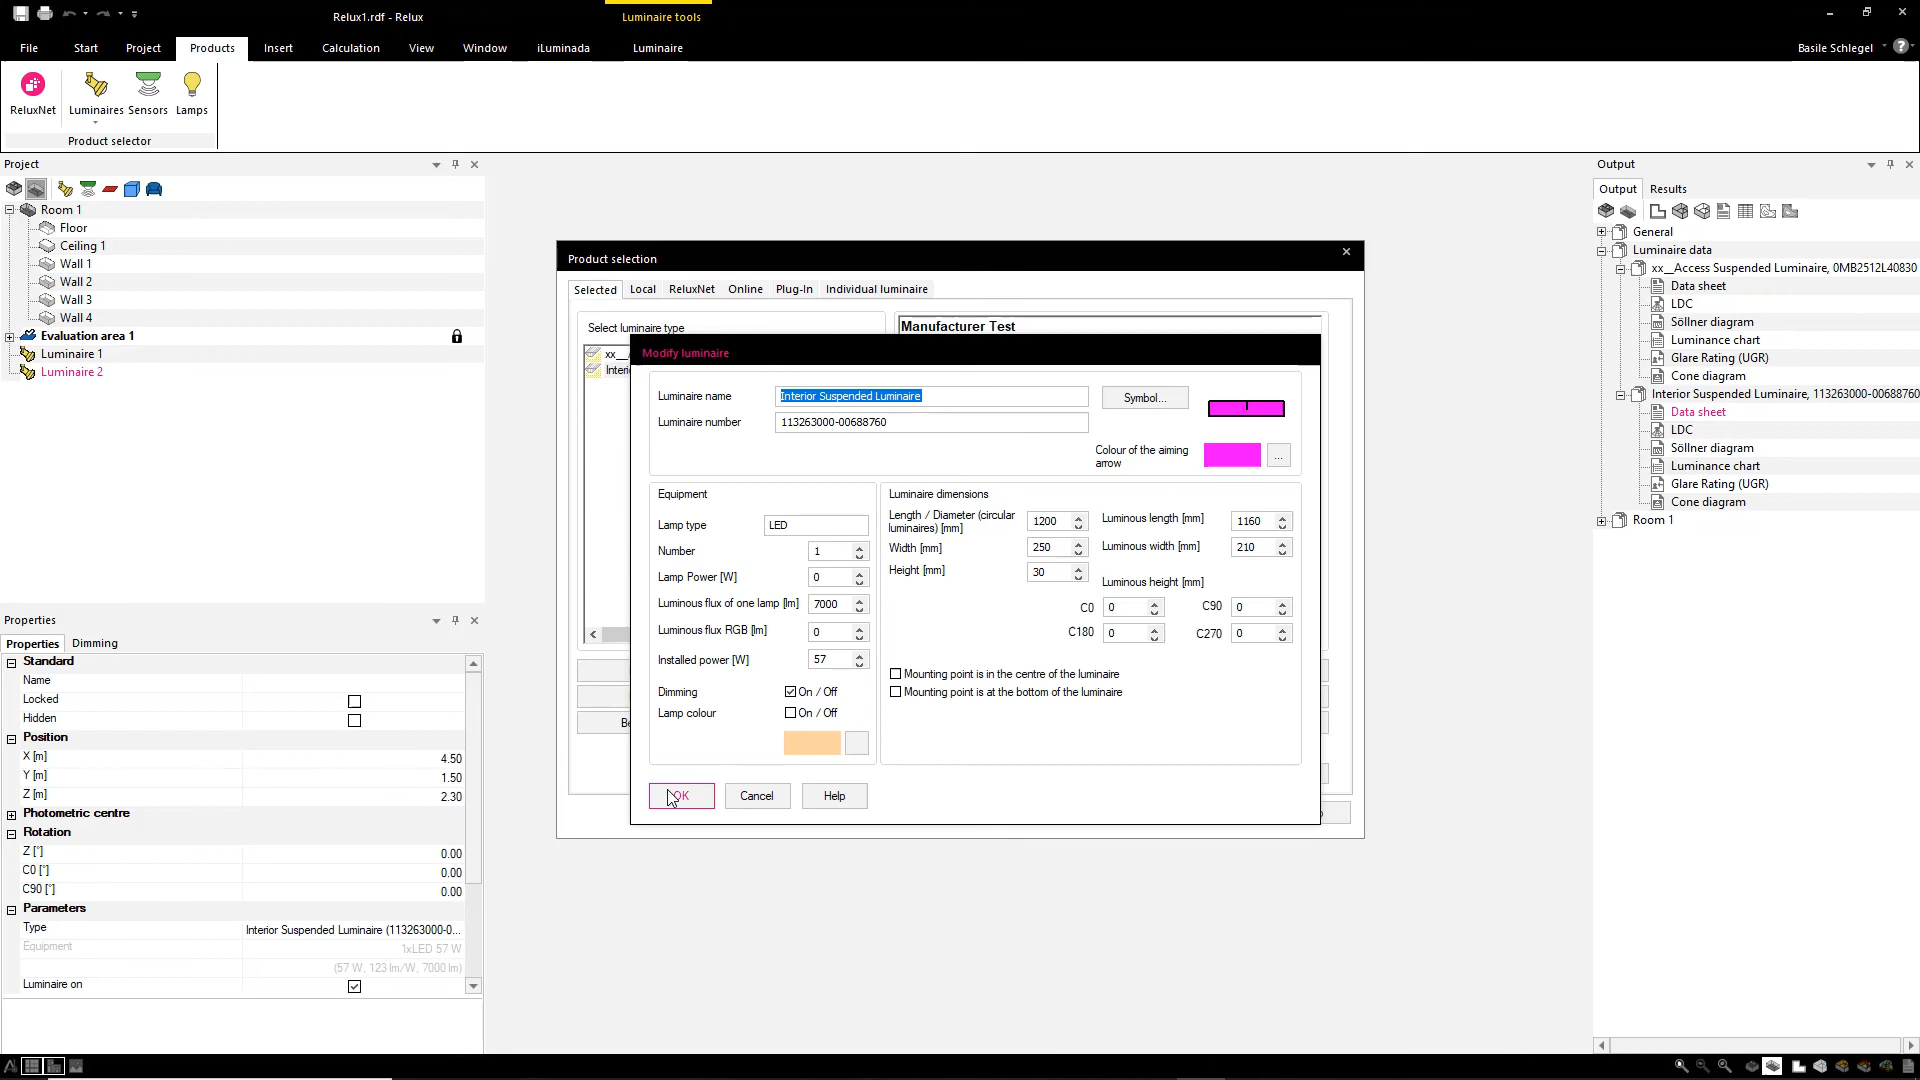 Relux1.rdf - Relux
Luminaire tools
File
Start
Project
Products
Insert
Calculation
View
Window
iLuminada
Luminaire
Basile Schlegel
?
ReluxNet
Luminaires
Sensors
Lamps
Product selector
Project
Room 1
Floor
Ceiling 1
Wall 1
Wall 2
Wall 3
Wall 4
Evaluation area 1
Luminaire 1
Luminaire 2
Properties
Properties
Dimming
Standard
Name
Locked
Hidden
Position
X [m] 4.50
Y [m] 1.50
Z [m] 2.30
Photometric centre
Rotation
Z [°] 0.00
C0 [°] 0.00
C90 [°] 0.00
Parameters
Type Interior Suspended Luminaire (113263000-0...
Equipment 1xLED 57 W
(57 W, 123 lm/W, 7000 lm)
Luminaire on
Product selection
Selected
Local
ReluxNet
Online
Plug-In
Individual luminaire
Select luminaire type
Manufacturer Test
xx__
Interi
Modify luminaire
Luminaire name Interior Suspended Luminaire
Symbol...
Luminaire number 113263000-00688760
Colour of the aiming
arrow
...
Equipment
Lamp type LED
Number 1
Lamp Power [W] 0
Luminous flux of one lamp [lm] 7000
Luminous flux RGB [lm] 0
Installed power [W] 57
Dimming On / Off
Lamp colour On / Off
Luminaire dimensions
Length / Diameter (circular
luminaires) [mm] 1200
Luminous length [mm] 1160
Width [mm] 250
Luminous width [mm] 210
Height [mm] 30
Luminous height [mm]
C0 0
C90 0
C180 0
C270 0
Mounting point is in the centre of the luminaire
Mounting point is at the bottom of the luminaire
OK
Cancel
Help
Output
Output
Results
General
Luminaire data
xx__Access Suspended Luminaire, 0MB2512L40830
Data sheet
LDC
Söllner diagram
Luminance chart
Glare Rating (UGR)
Cone diagram
Interior Suspended Luminaire, 113263000-00688760
Data sheet
LDC
Söllner diagram
Luminance chart
Glare Rating (UGR)
Cone diagram
Room 1